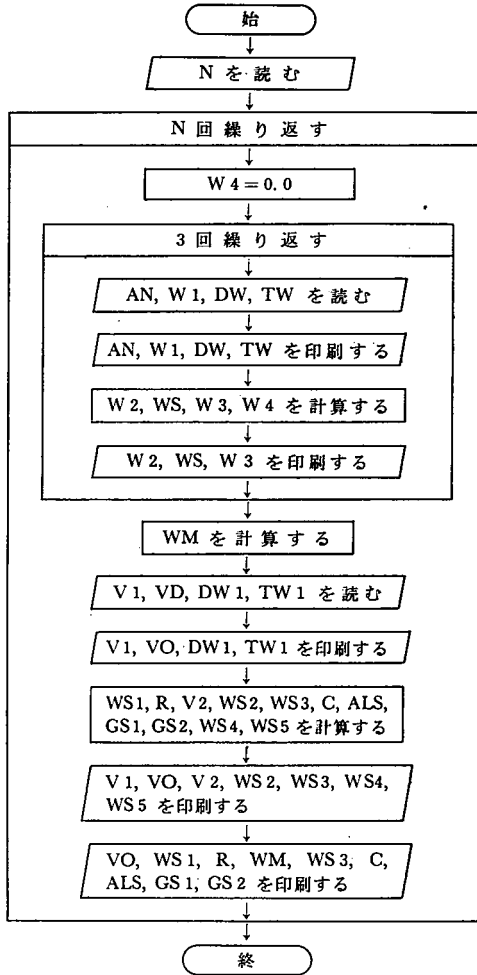 始
N を 読 む
N 回 繰 り 返 す
W 4 = 0.0
3 回 繰 り 返 す
AN, W 1, DW, TW を 読 む
AN, W 1, DW, TW を 印 刷 す る
W 2, WS, W 3, W 4 を 計 算 す る
W 2, WS, W 3 を 印 刷 す る
WM を 計 算 す る
V 1, VD, DW 1, TW 1 を 読 む
V 1, VO, DW 1, TW 1 を 印 刷 す る
WS 1, R, V 2, WS 2, WS 3, C, ALS,
GS 1, GS 2, WS 4, WS 5 を 計 算 す る
V 1, VO, V 2, WS 2, WS 3, WS 4,
WS 5 を 印 刷 す る
VO, WS 1, R, WM, WS 3, C,
ALS, GS 1, GS 2 を 印 刷 す る
終